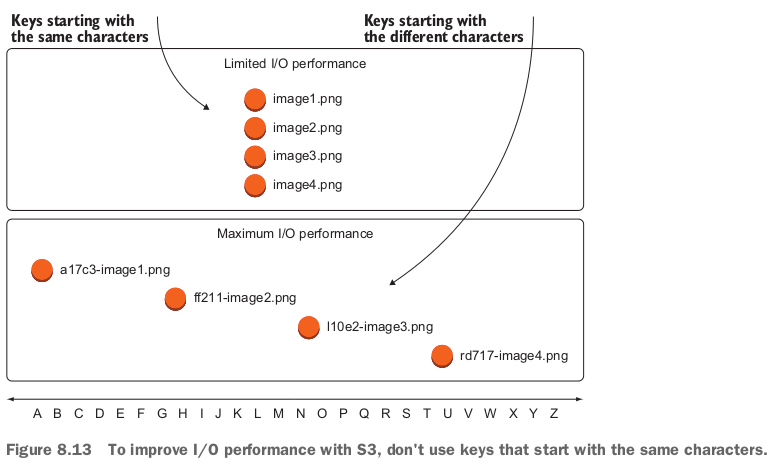 Keys starting with
the same characters
Keys starting with
the different characters
Limited I/O performance
image1.png
image2.png
image3.png
image4.png
Maximum I/O performance
a17c3-image1.png
ff211-image2.png
l10e2-image3.png
rd717-image4.png
A B C D E F G H I J K L M N O P Q R S T U V W X Y Z
Figure 8.13 To improve I/O performance with S3, don't use keys that start with the same characters.